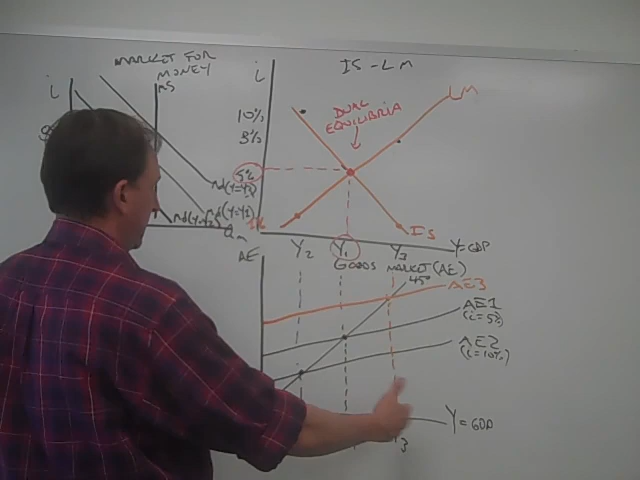 MARKET FOR
MONEY
i
MS
i
IS-LM
10%
8%
5%
DUAL
EQUILIBRIA
LM
IS
Y2
Y1
Y3
Y=GDP
Md(Y=Y3)
Md(Y=Y1)
Md(Y=Y2)
Qm
AE
GOODS MARKET (AE)
45°
AE3
AE1
(i=5%)
AE2
(i=10%)
Y=GDP
3